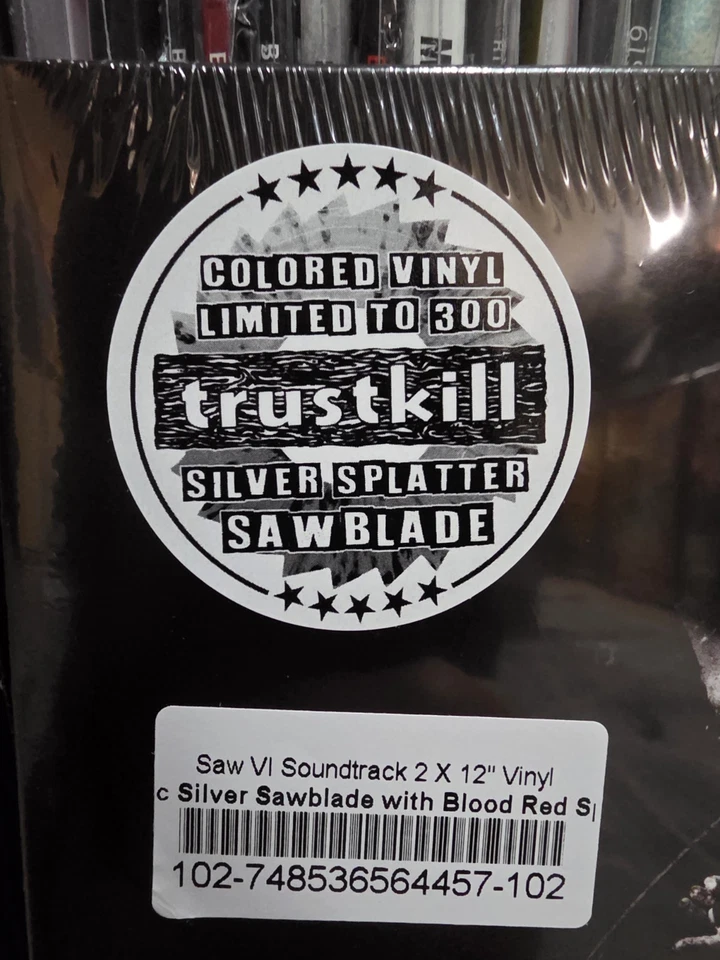 COLORED VINYL
LIMITED TO 300
trustkill
SILVER SPLATTER
SAWBLADE
Saw VI Soundtrack 2 X 12" Vinyl
c Silver Sawblade with Blood Red S
102-748536564457-102